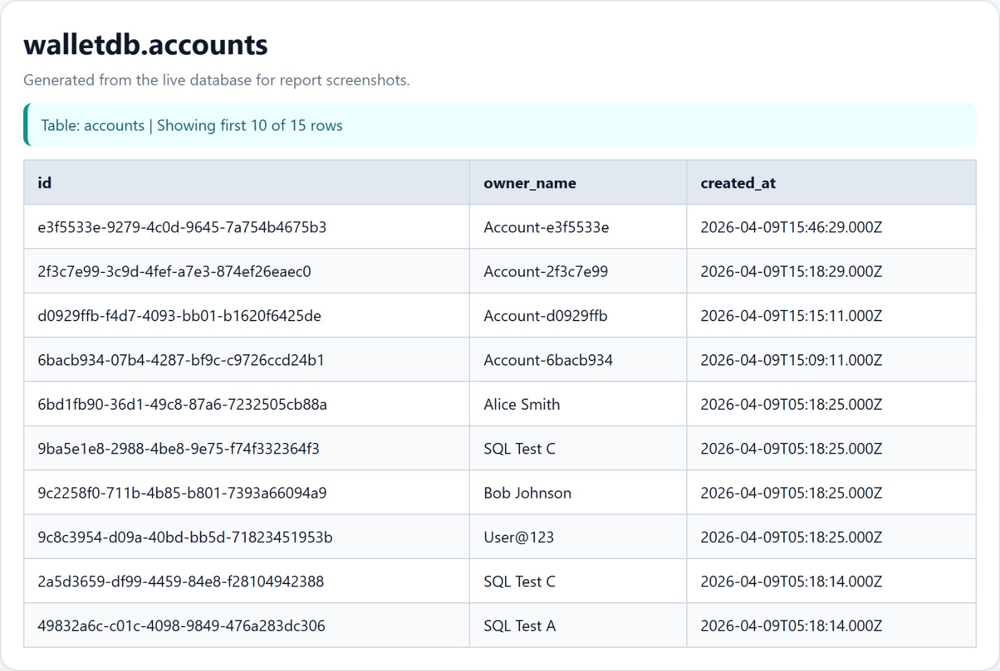 walletdb.accounts
Generated from the live database for report screenshots.
Table: accounts | Showing first 10 of 15 rows
id owner_name created_at
e3f5533e-9279-4c0d-9645-7a754b4675b3 Account-e3f5533e 2026-04-09T15:46:29.000Z
2f3c7e99-3c9d-4fef-a7e3-874ef26eaec0 Account-2f3c7e99 2026-04-09T15:18:29.000Z
d0929ffb-f4d7-4093-bb01-b1620f6425de Account-d0929ffb 2026-04-09T15:15:11.000Z
6bacb934-07b4-4287-bf9c-c9726ccd24b1 Account-6bacb934 2026-04-09T15:09:11.000Z
6bd1fb90-36d1-49c8-87a6-7232505cb88a Alice Smith 2026-04-09T05:18:25.000Z
9ba5e1e8-2988-4be8-9e75-f74f332364f3 SQL Test C 2026-04-09T05:18:25.000Z
9c2258f0-711b-4b85-b801-7393a66094a9 Bob Johnson 2026-04-09T05:18:25.000Z
9c8c3954-d09a-40bd-bb5d-71823451953b User@123 2026-04-09T05:18:25.000Z
2a5d3659-df99-4459-84e8-f28104942388 SQL Test C 2026-04-09T05:18:14.000Z
49832a6c-c01c-4098-9849-476a283dc306 SQL Test A 2026-04-09T05:18:14.000Z